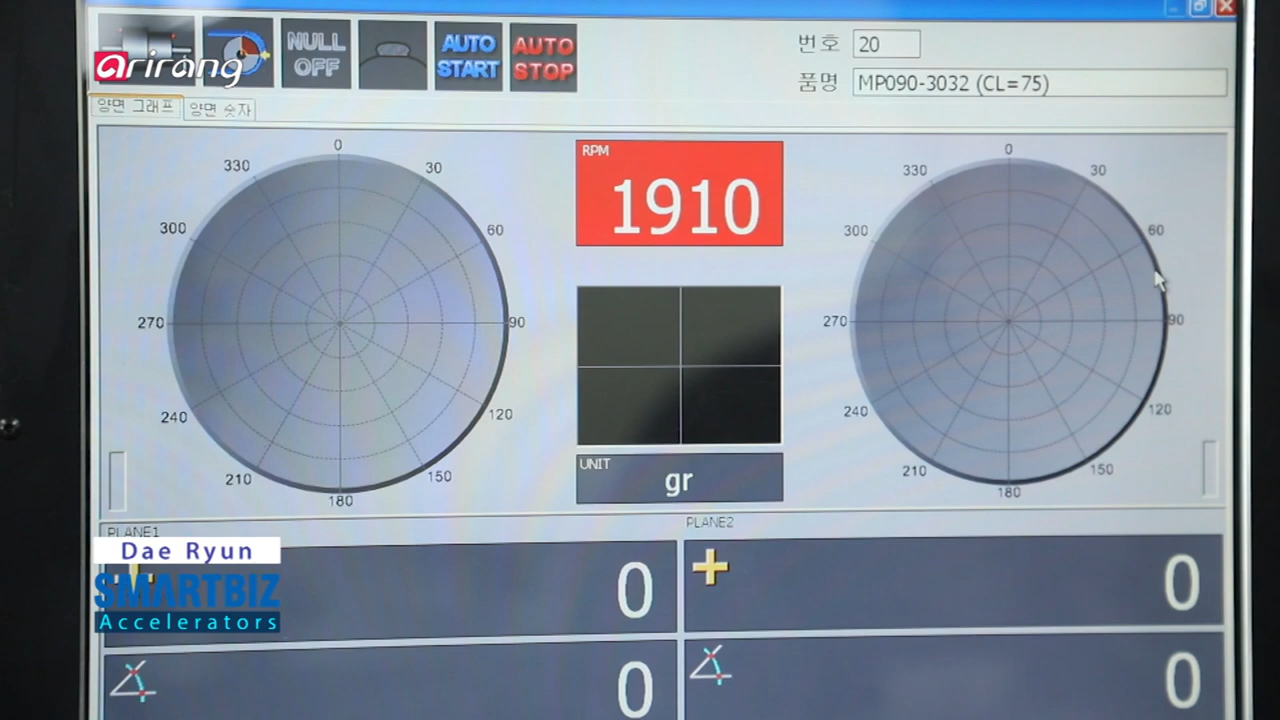 arirang
NULL OFF
AUTO START
AUTO STOP
번호 20
품명 MP090-3032 (CL=75)
양면 그래프
양면 숫자
0
30
60
90
120
150
180
210
240
270
300
330
RPM
1910
UNIT
gr
0
30
60
90
120
150
180
210
240
270
300
330
PLANE1
0
0
PLANE2
0
0
Dae Ryun
SMARTBIZ
Accelerators